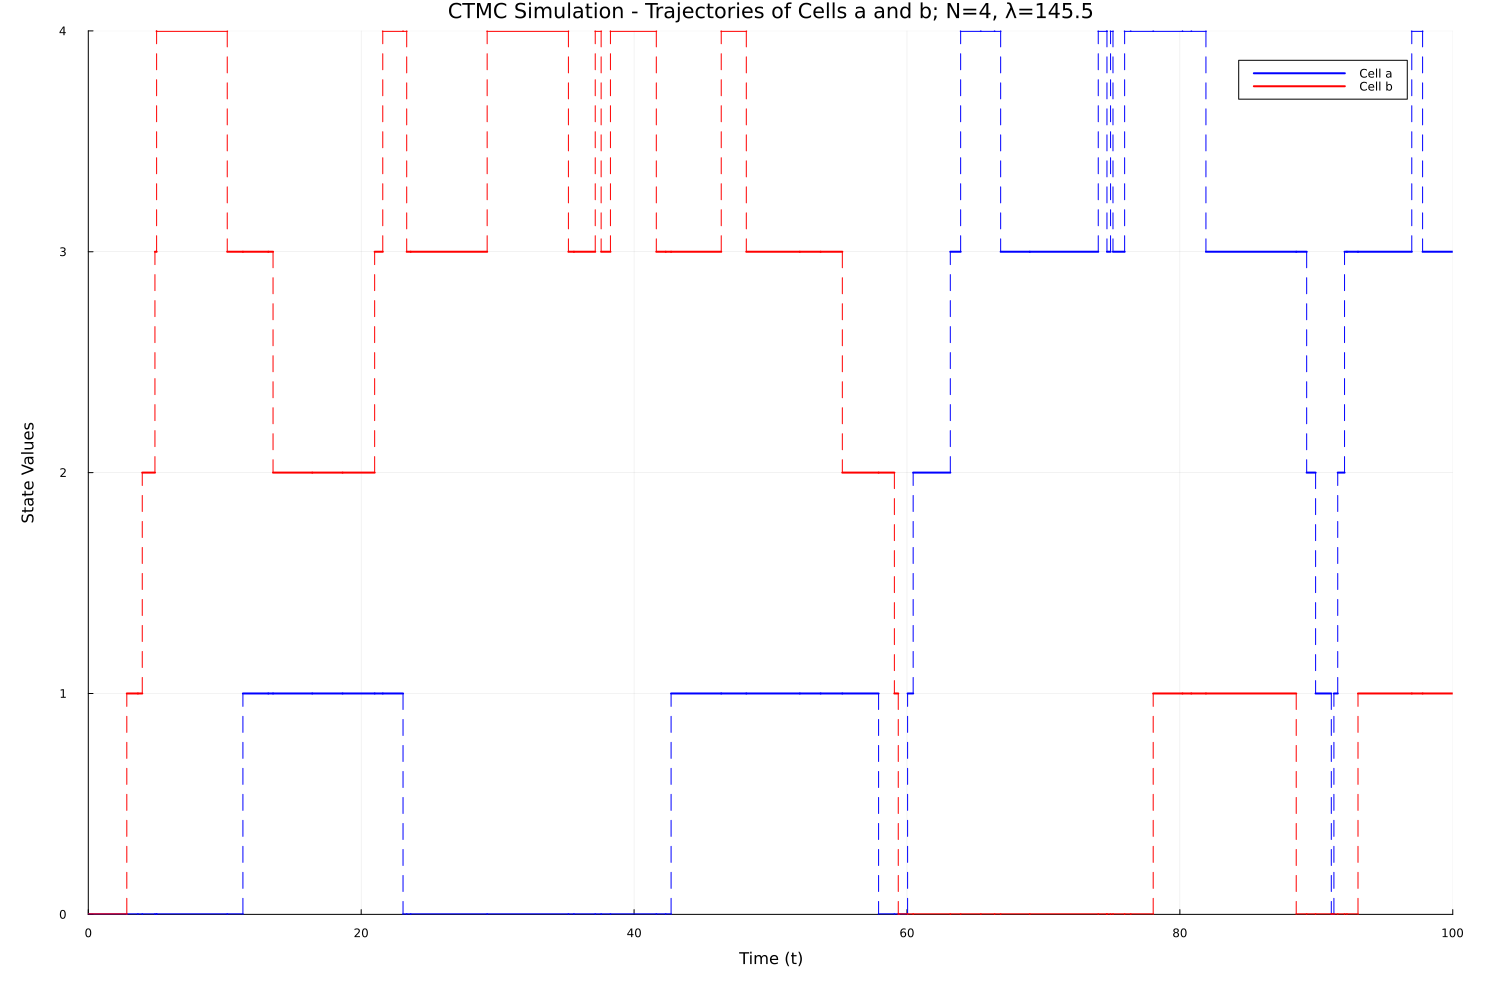 CTMC Simulation - Trajectories of Cells a and b; N=4, λ=145.5
4
3
2
1
0
State Values
Cell a
Cell b
0 20 40 60 80 100
Time (t)